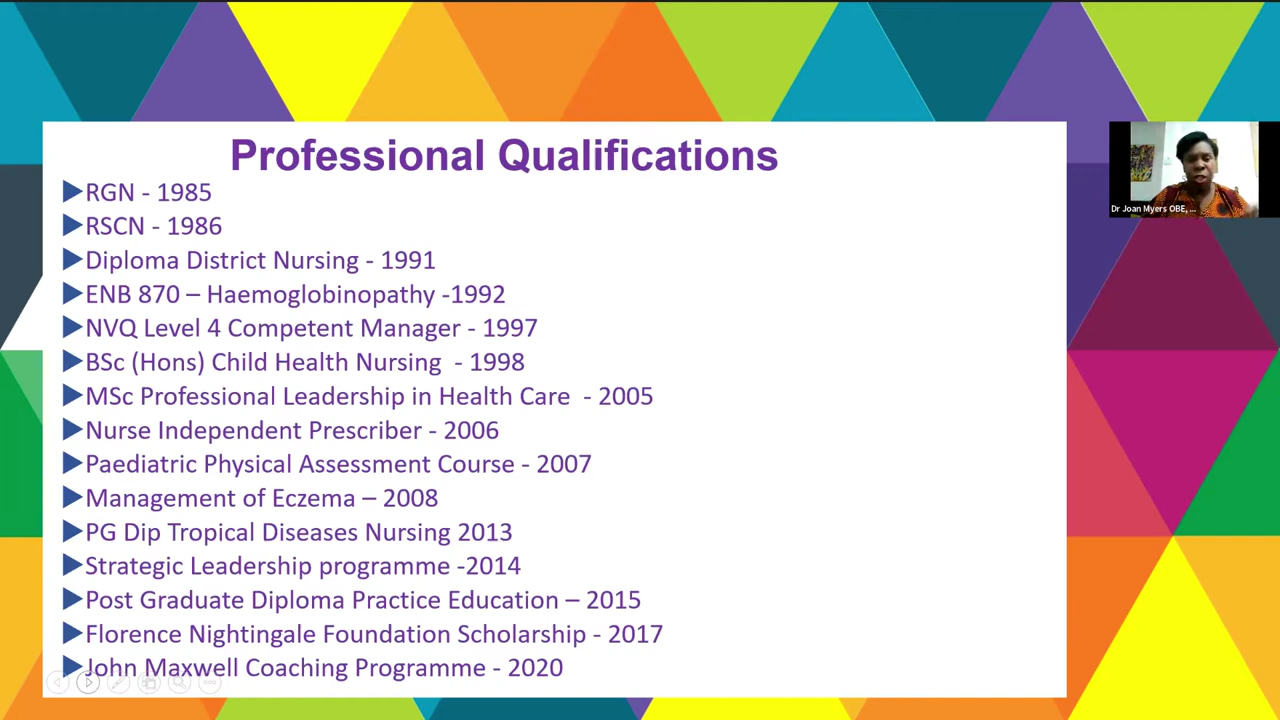 Professional Qualifications
RGN - 1985
RSCN - 1986
Diploma District Nursing - 1991
ENB 870 – Haemoglobinopathy -1992
NVQ Level 4 Competent Manager - 1997
BSc (Hons) Child Health Nursing - 1998
MSc Professional Leadership in Health Care - 2005
Nurse Independent Prescriber - 2006
Paediatric Physical Assessment Course - 2007
Management of Eczema – 2008
PG Dip Tropical Diseases Nursing 2013
Strategic Leadership programme -2014
Post Graduate Diploma Practice Education – 2015
Florence Nightingale Foundation Scholarship - 2017
John Maxwell Coaching Programme - 2020
Dr Joan Myers OBE, ...